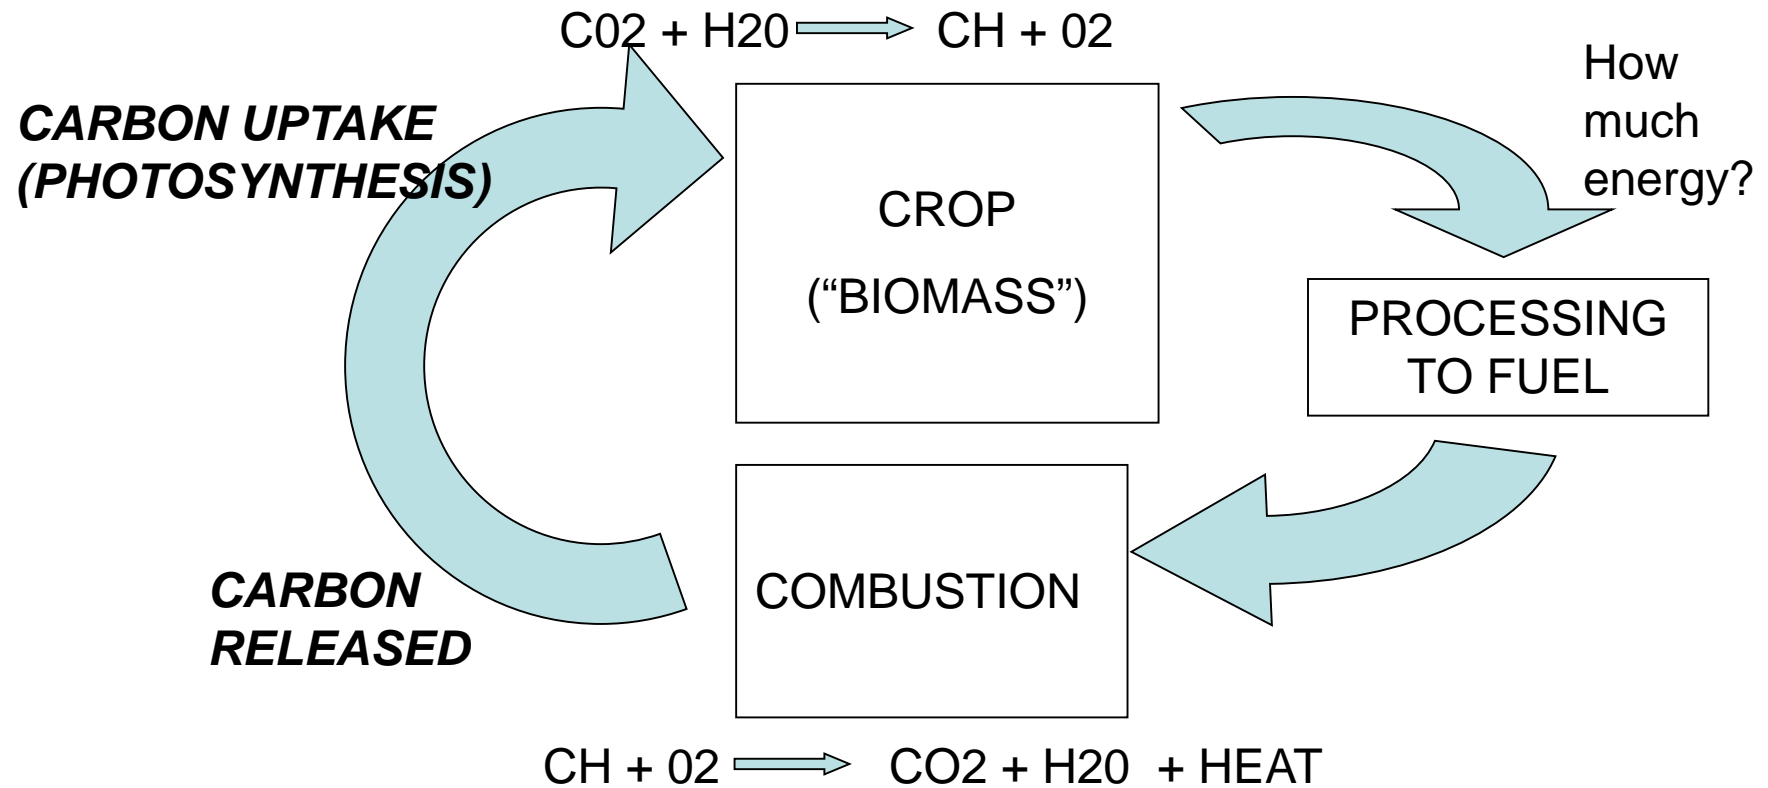 C02 + H20 CH + 02
How
much
energy?
CARBON UPTAKE
(PHOTOSYNTHESIS)
CROP
(“BIOMASS”)
PROCESSING
TO FUEL
COMBUSTION
CARBON
RELEASED
CH + 02 CO2 + H20 + HEAT